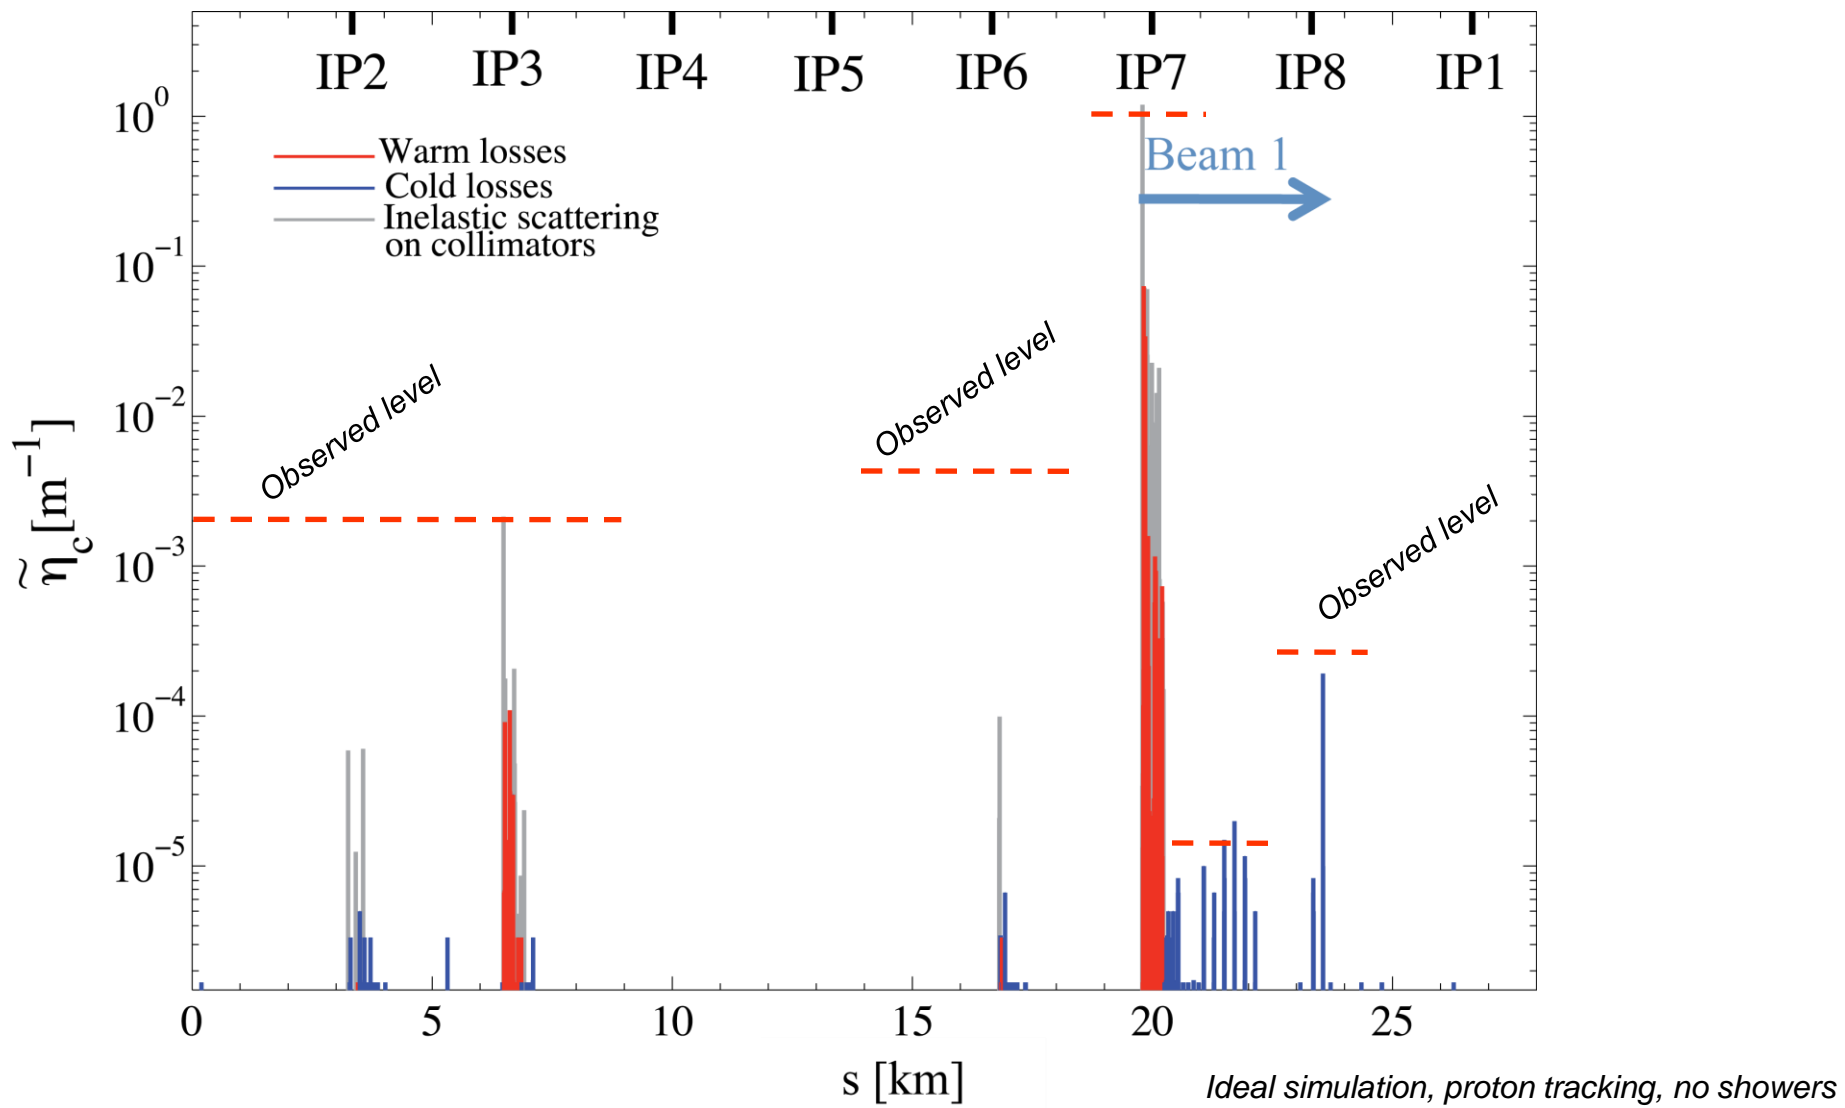 IP2 IP3 IP4 IP5 IP6 IP7 IP8 IP1
10^0
Beam 1
Warm losses
Cold losses
Inelastic scattering
on collimators
10^−1
Observed level
Observed level
10^−2
Observed level
η̃_c [m^−1]
10^−3
10^−4
10^−5
0 5 10 15 20 25
s [km]
Ideal simulation, proton tracking, no showers